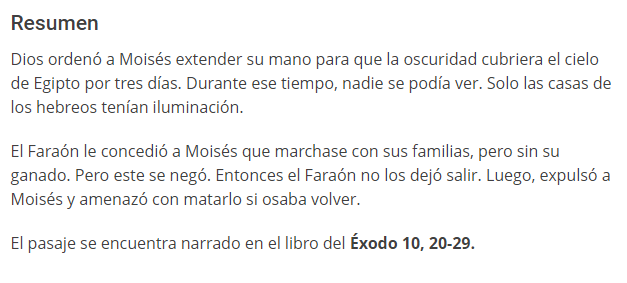 Resumen
Dios ordenó a Moisés extender su mano para que la oscuridad cubriera el cielo
de Egipto por tres días. Durante ese tiempo, nadie se podía ver. Solo las casas de
los hebreos tenían iluminación.
El Faraón le concedió a Moisés que marchase con sus familias, pero sin su
ganado. Pero este se negó. Entonces el Faraón no los dejó salir. Luego, expulsó a
Moisés y amenazó con matarlo si osaba volver.
El pasaje se encuentra narrado en el libro del Éxodo 10, 20-29.